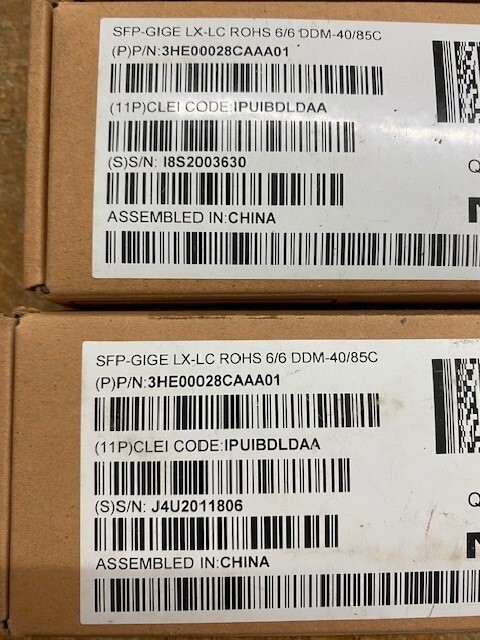 SFP-GIGE LX-LC ROHS 6/6 DDM-40/85C
(P)P/N:3HE00028CAAA01
(11P)CLEI CODE:IPUIBDLDAA
(S)S/N: I8S2003630
ASSEMBLED IN:CHINA
Q
N
SFP-GIGE LX-LC ROHS 6/6 DDM-40/85C
(P)P/N:3HE00028CAAA01
(11P)CLEI CODE:IPUIBDLDAA
(S)S/N: J4U2011806
ASSEMBLED IN:CHINA
Q
N